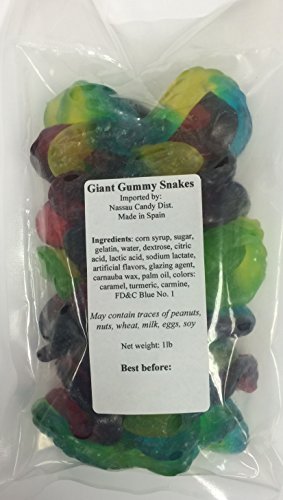 Giant Gummy Snakes
Imported by:
Nassau Candy Dist.
Made in Spain
Ingredients: corn syrup, sugar,
gelatin, water, dextrose, citric
acid, lactic acid, sodium lactate,
artificial flavors, glazing agent,
carnauba wax, palm oil, colors:
caramel, turmeric, carmine,
FD&C Blue No. 1
May contain traces of peanuts,
nuts, wheat, milk, eggs, soy
Net weight: 1lb
Best before: